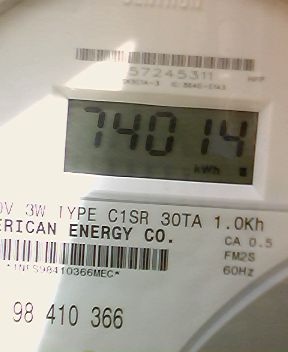 57245311
74014
kWh
3W TYPE C1SR 30TA 1.0Kh
ERICAN ENERGY CO.
CA 0.5
FM2S
60Hz
98 410 366